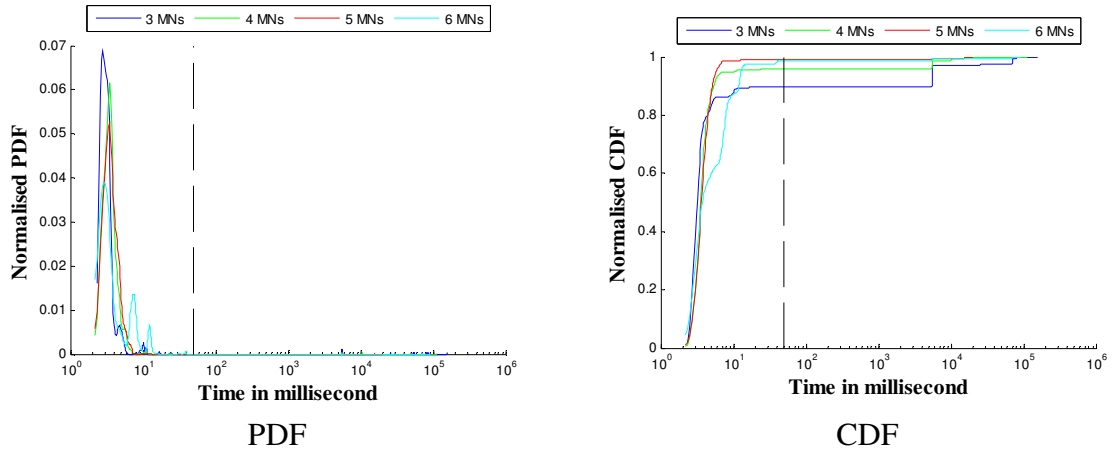 3 MNs 4 MNs 5 MNs 6 MNs
0.07
0.06
0.05
0.04
0.03
0.02
0.01
0
Normalised PDF
10^0 10^1 10^2 10^3 10^4 10^5 10^6
Time in millisecond
PDF
3 MNs 4 MNs 5 MNs 6 MNs
1
0.8
0.6
0.4
0.2
0
Normalised CDF
10^0 10^1 10^2 10^3 10^4 10^5 10^6
Time in millisecond
CDF